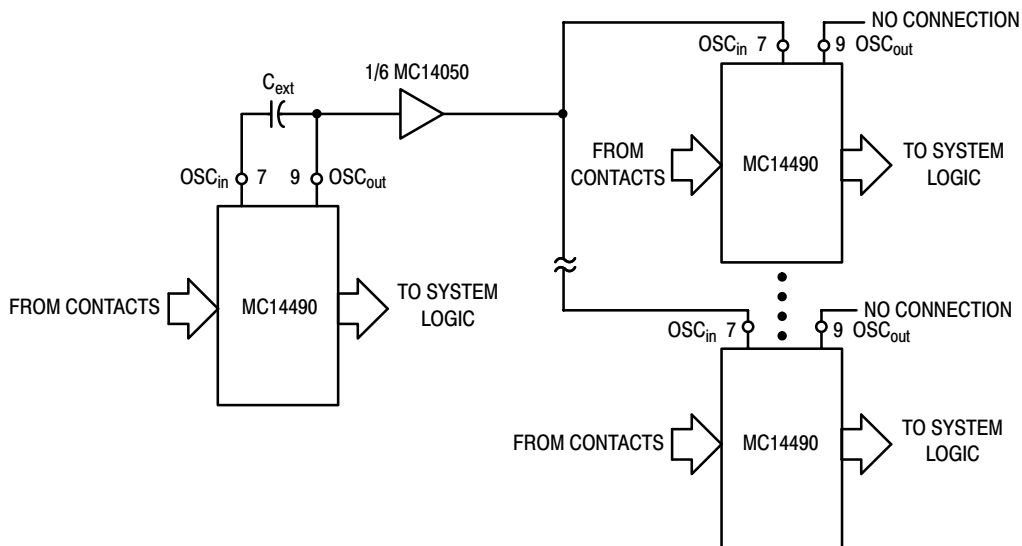 NO CONNECTION
OSCin 7
9 OSCout
1/6 MC14050
Cext
FROM
CONTACTS
MC14490
TO SYSTEM
LOGIC
OSCin 7
9 OSCout
FROM CONTACTS
MC14490
TO SYSTEM
LOGIC
NO CONNECTION
OSCin 7
9 OSCout
FROM CONTACTS
MC14490
TO SYSTEM
LOGIC